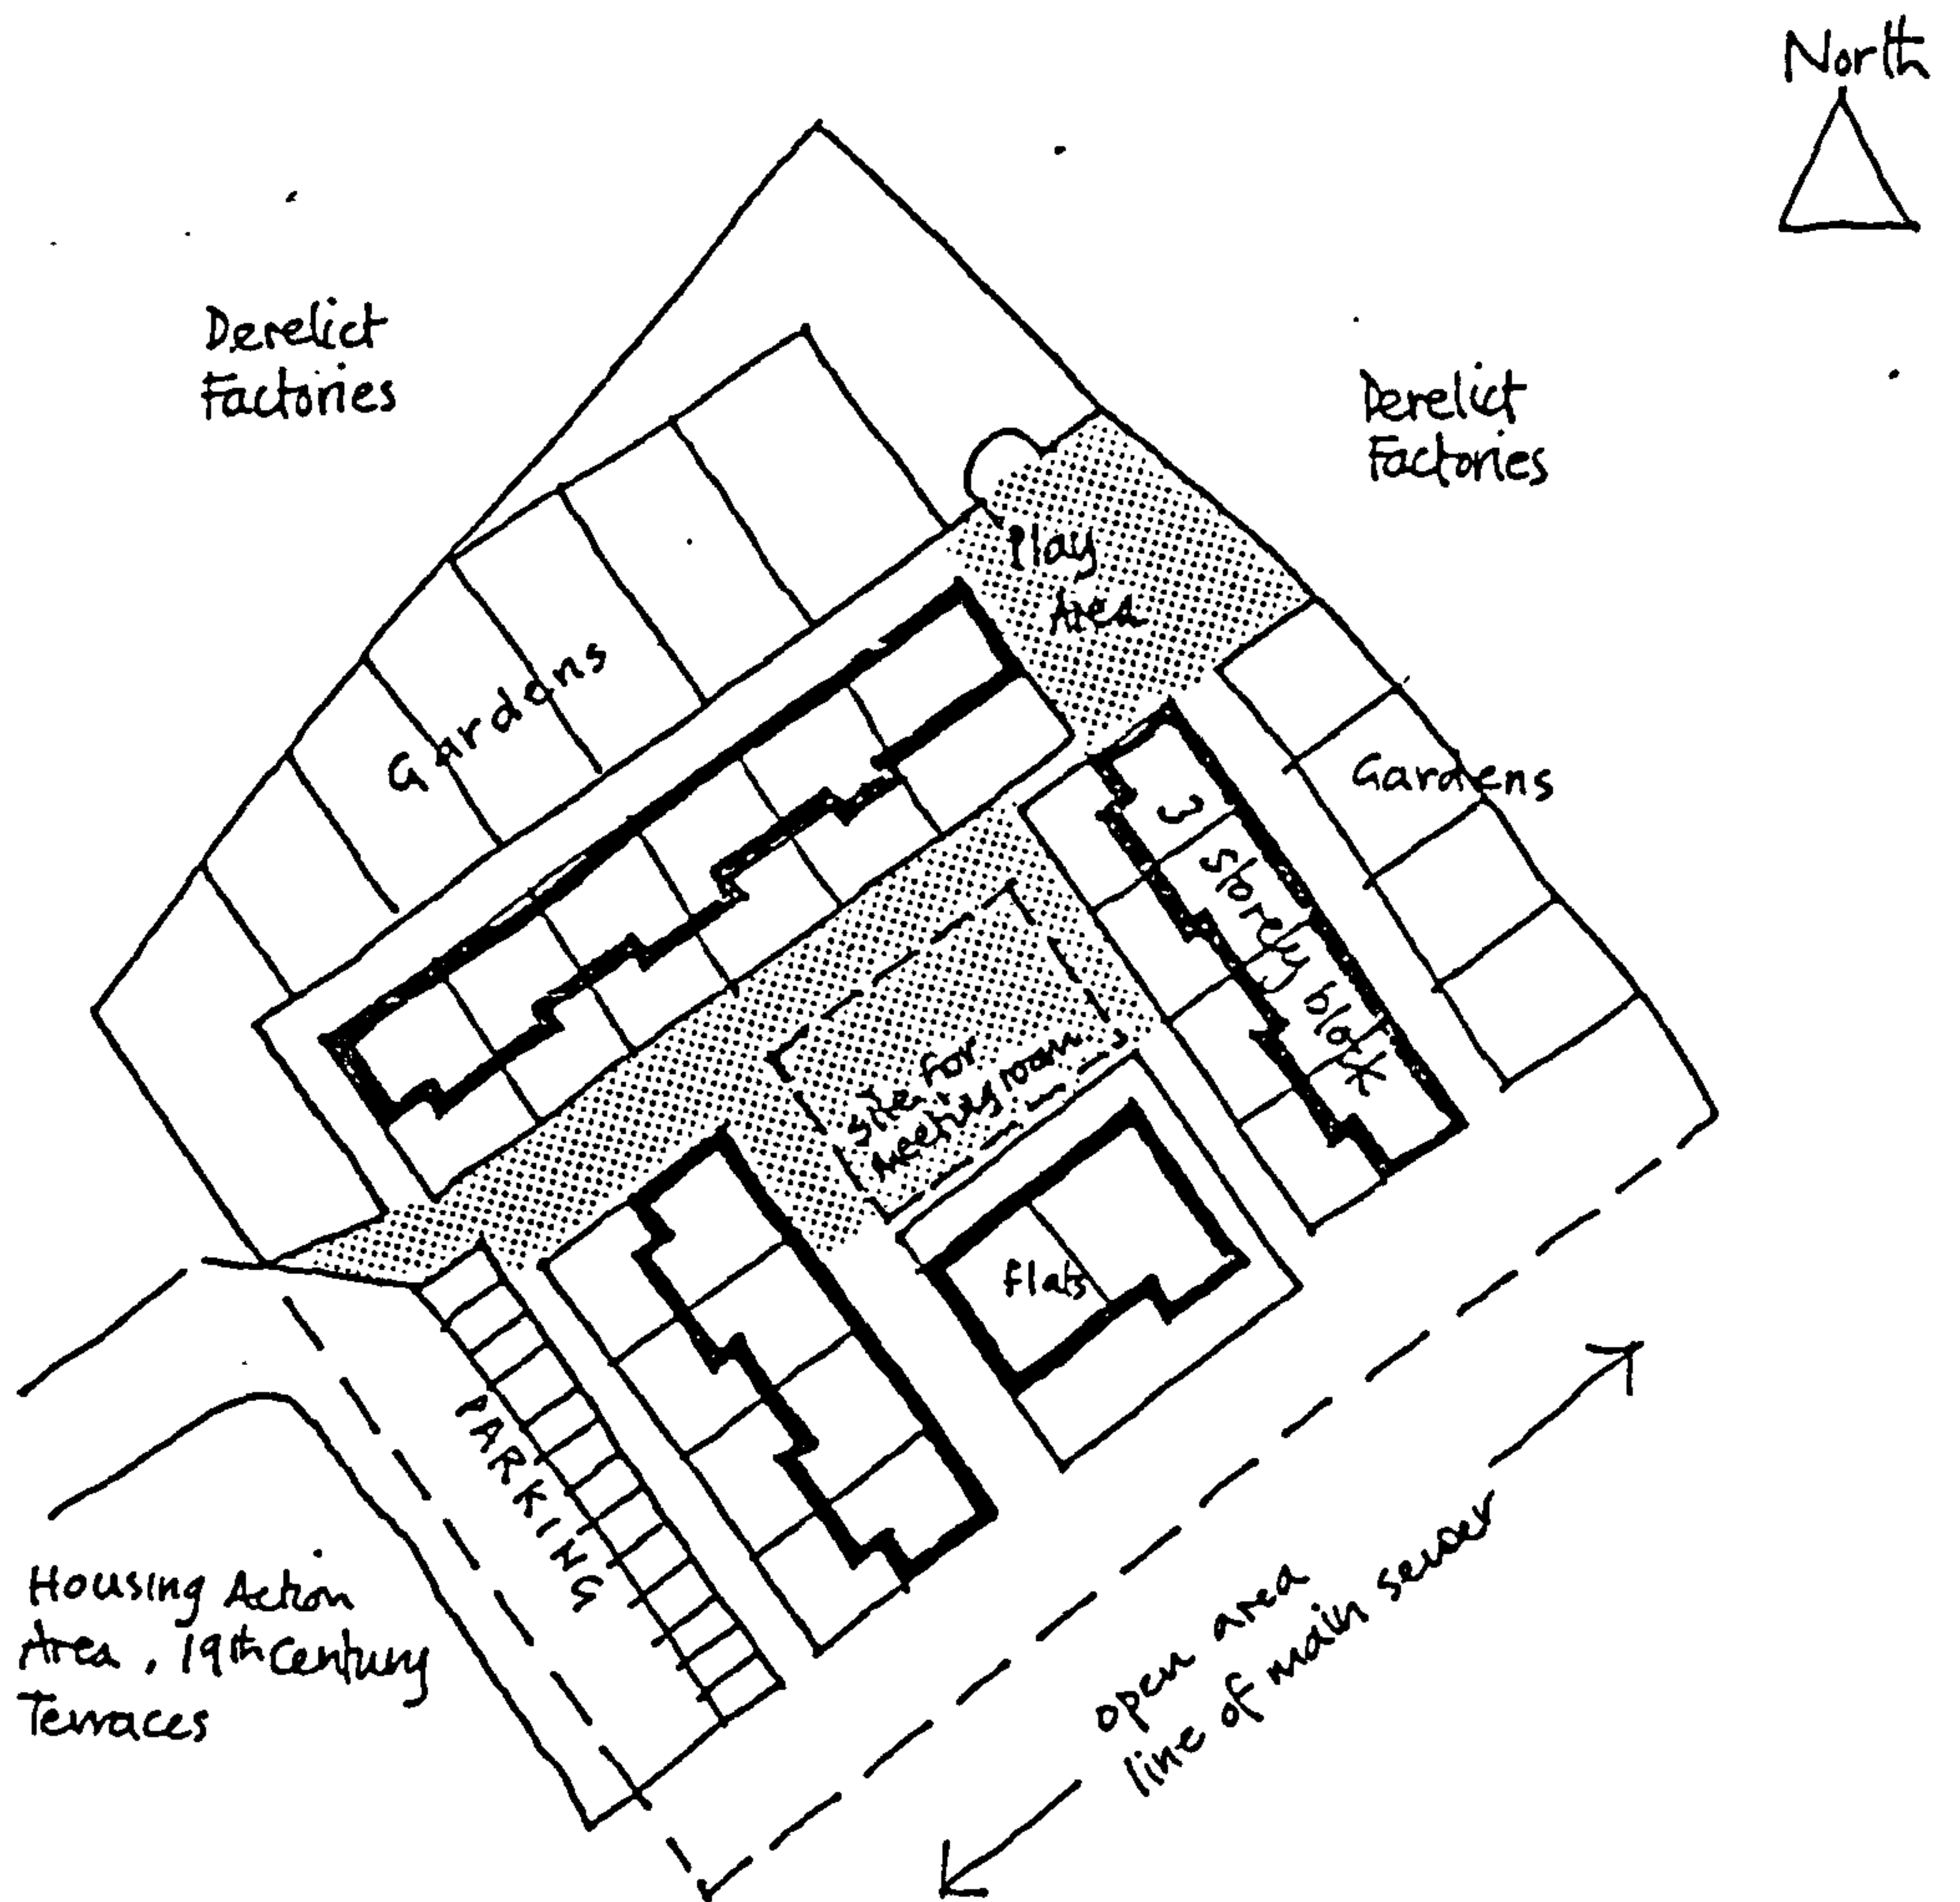 North
Derelict
Factories
Derelict
Factories
Play
Area
Gardens
Gardens
3 storey block
site for
meeting room
flats
PARKING
Housing Action
Area, 19th Century
Terraces
open area
line of main sewer